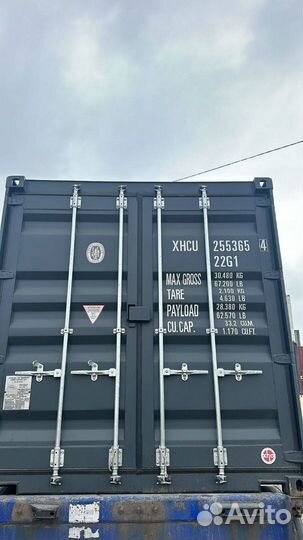 XHCU 255365 4
22G1
MAX GROSS 30.480 KG
67.200 LB
TARE 2.100 KG
4.630 LB
PAYLOAD 28.380 KG
62.570 LB
CU.CAP. 33.2 CU.M.
1.170 CU.FT.
Avito